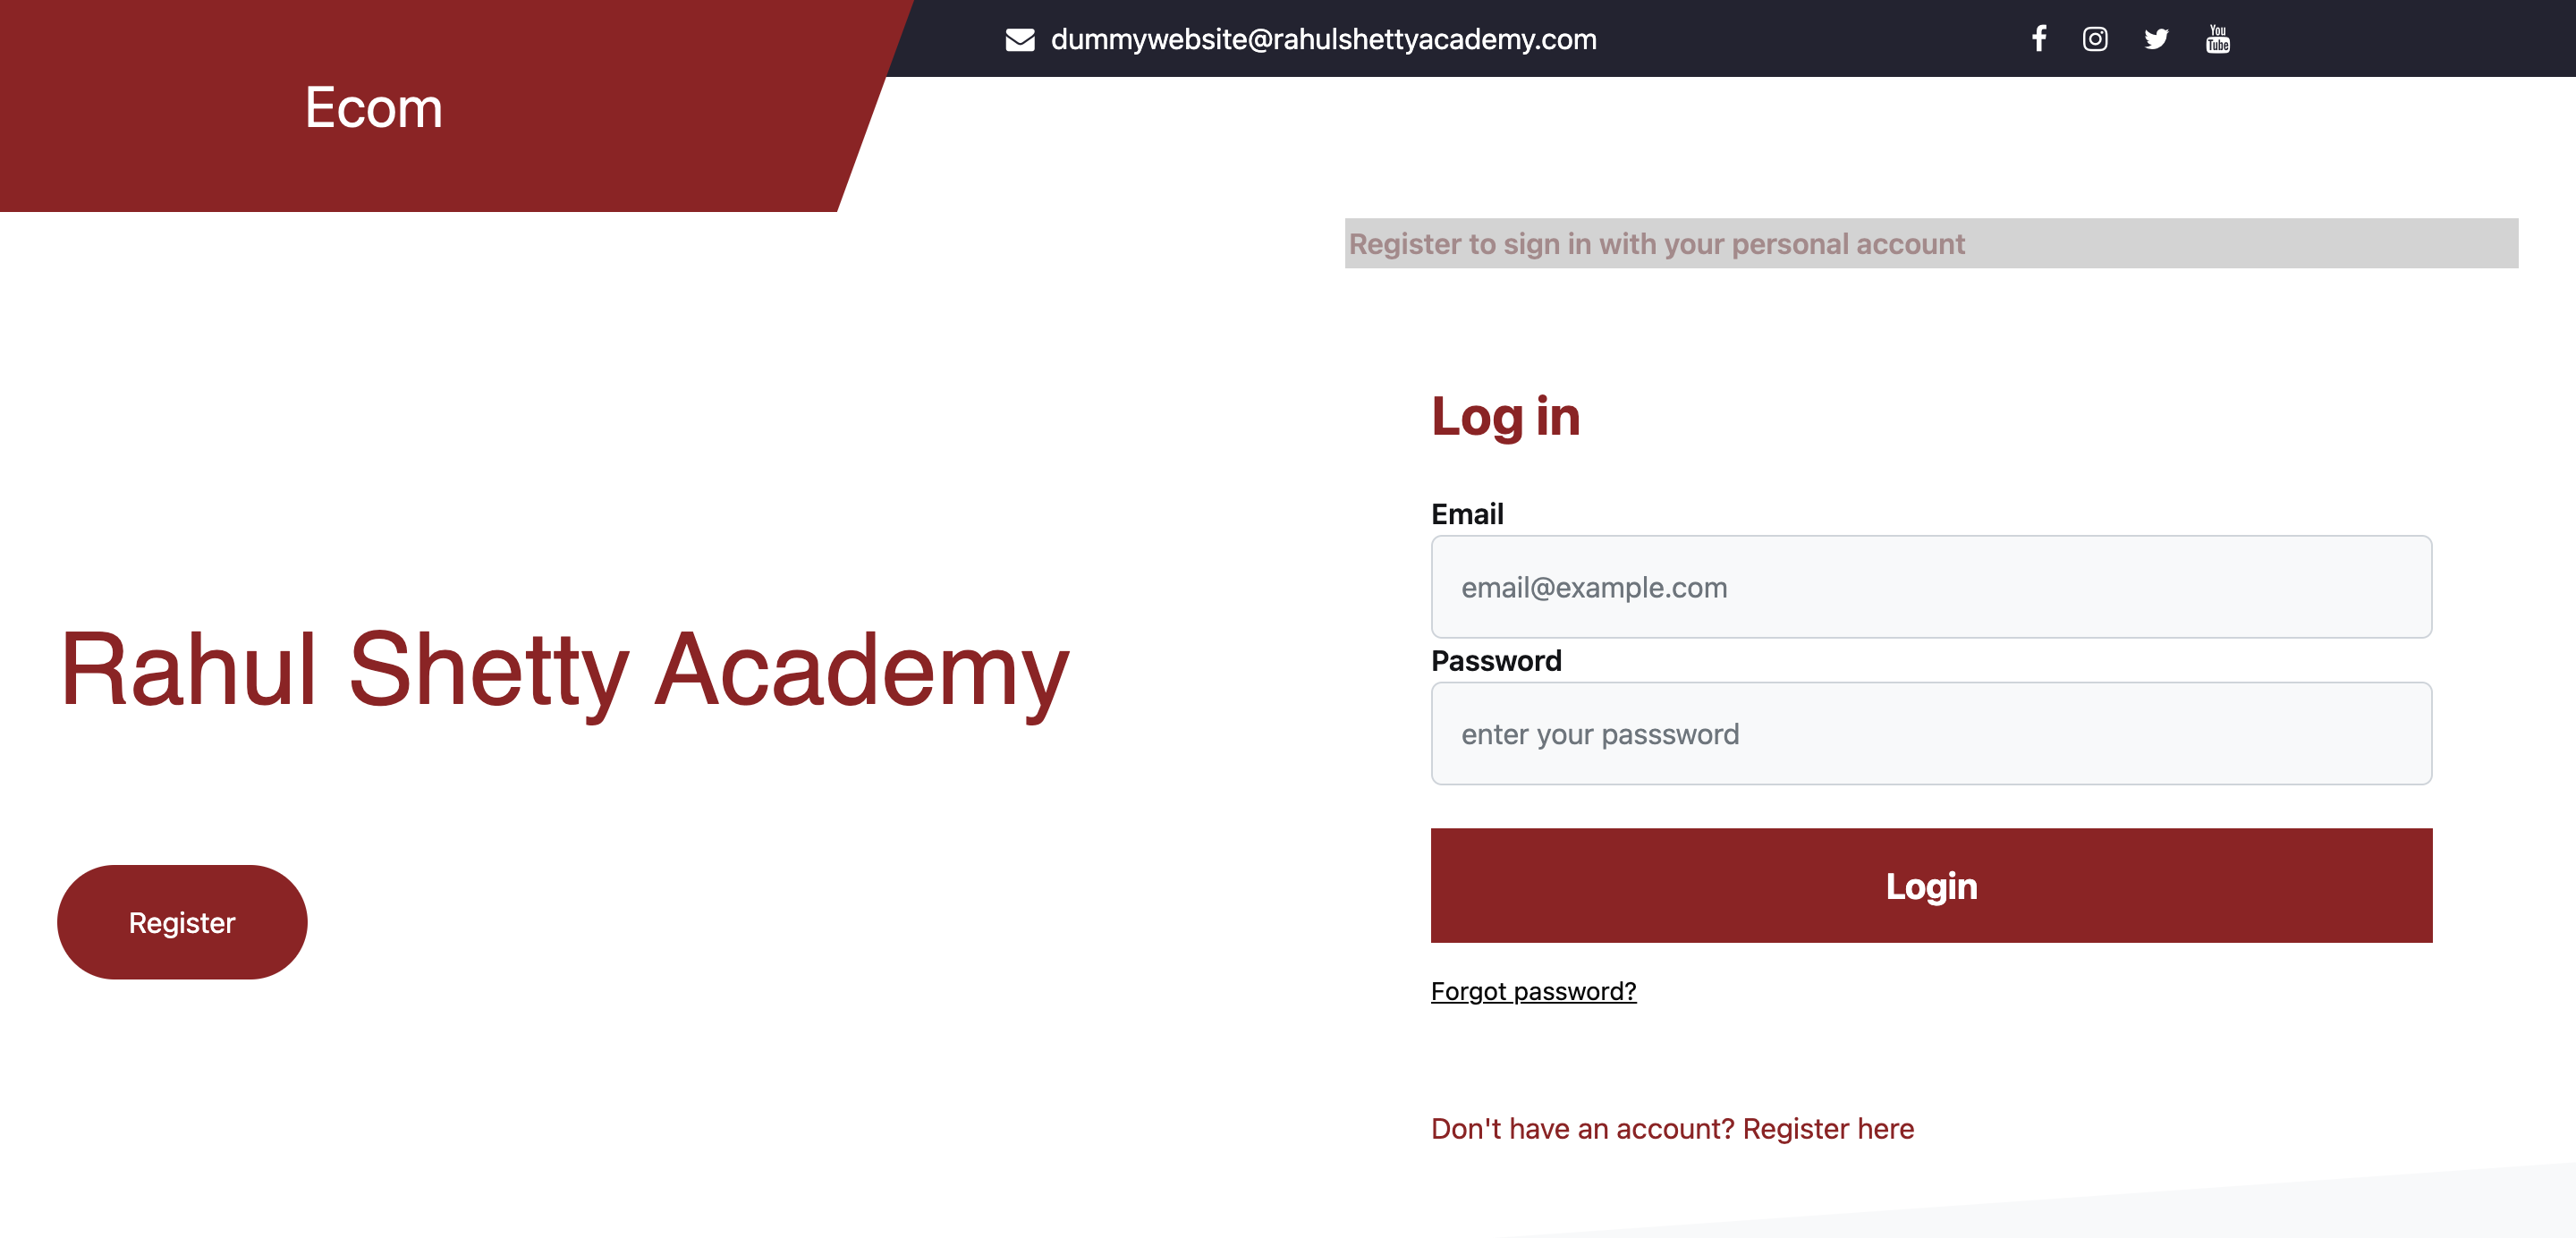 dummywebsite@rahulshettyacademy.com
You
Tube
Ecom
Register to sign in with your personal account
Log in
Email
email@example.com
Password
enter your passsword
Rahul Shetty Academy
Login
Register
Forgot password?
Don't have an account? Register here